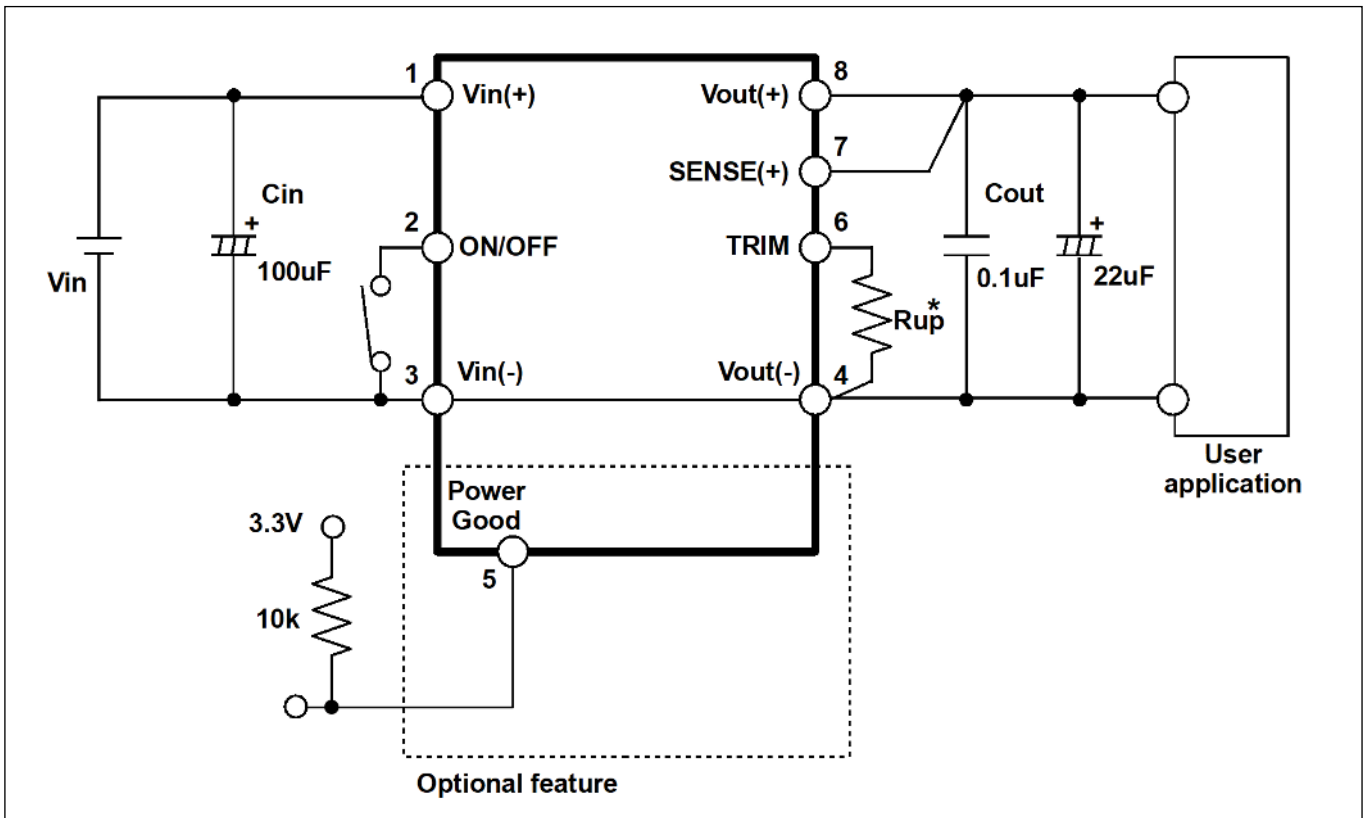 1
Vin(+)
Vout(+)
8
7
SENSE(+)
Cin
+
100uF
2
ON/OFF
TRIM
6
Cout
+
0.1uF
22uF
Vin
Rup*
3
Vin(-)
Vout(-)
4
User
application
Power
Good
3.3V
5
10k
Optional feature